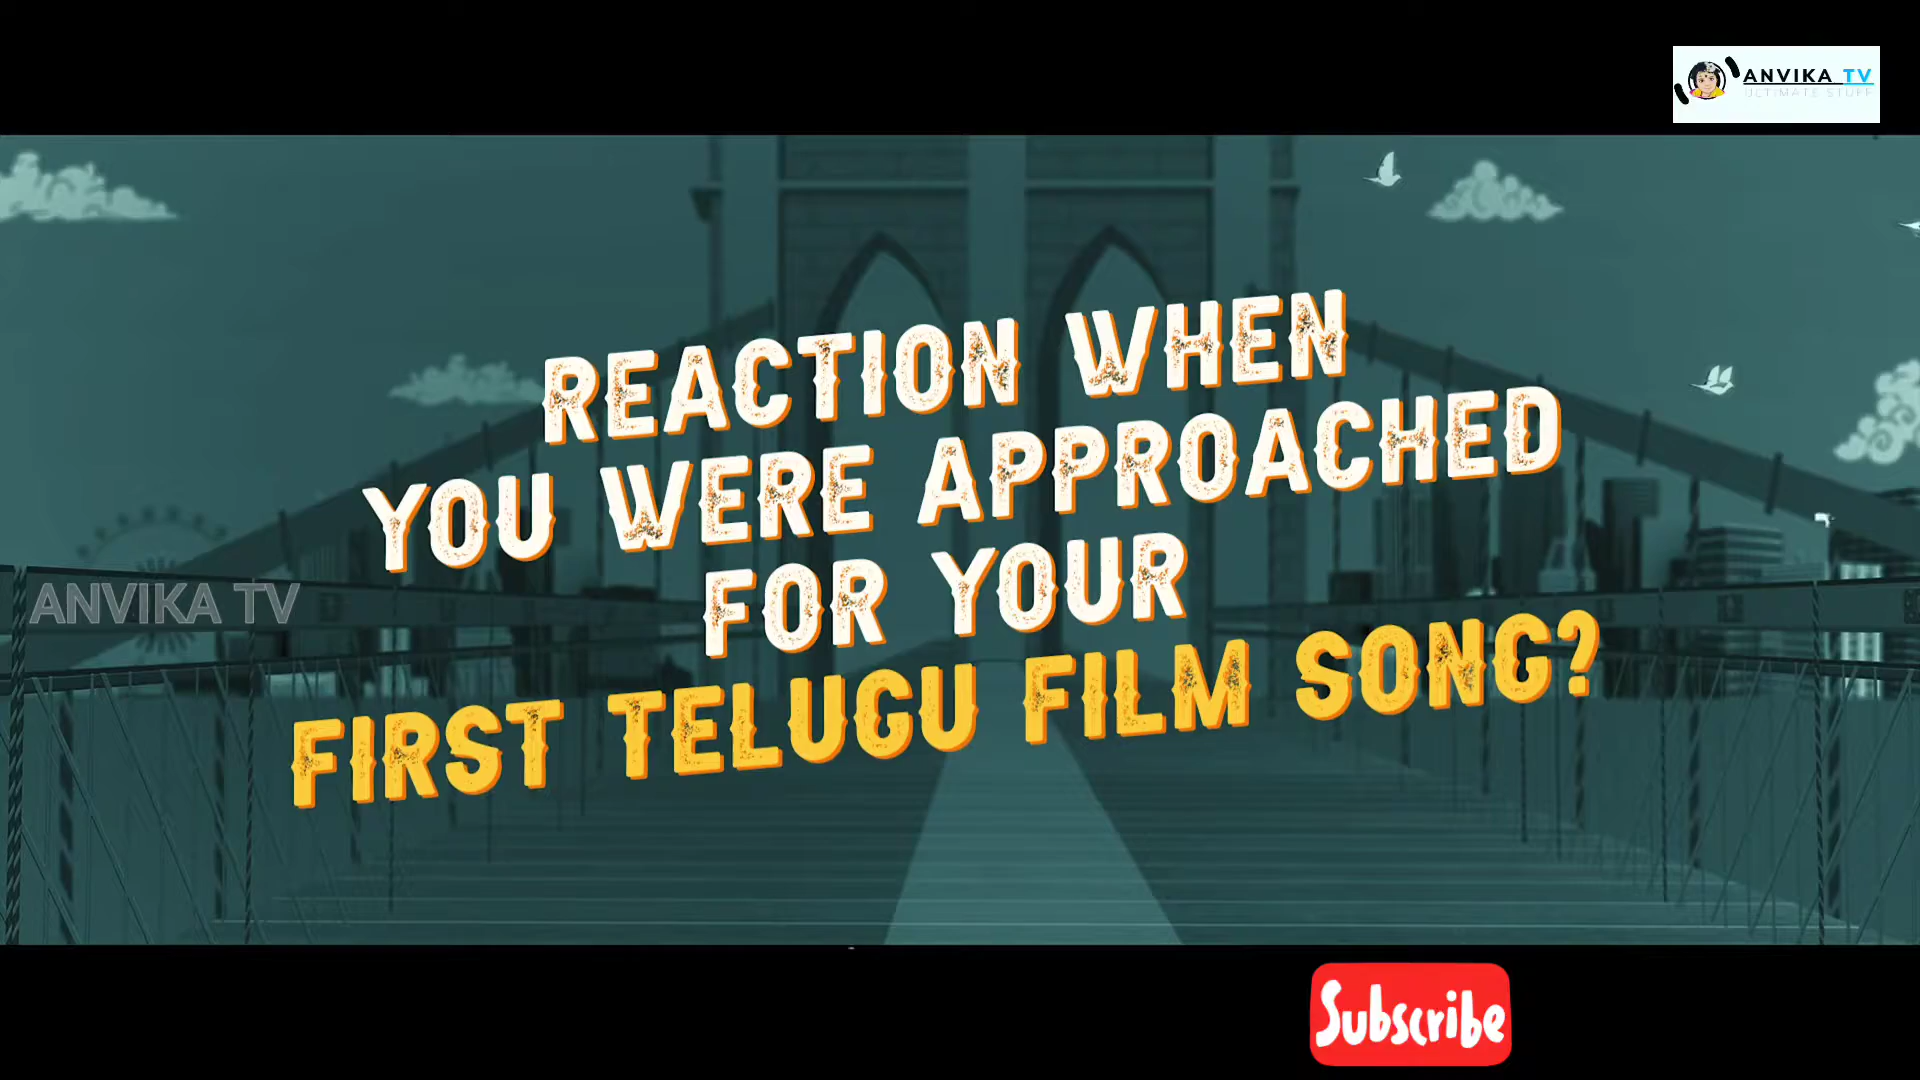 ANVIKA TV
ULTIMATE STUFF
REACTION WHEN
YOU WERE APPROACHED
FOR YOUR
FIRST TELUGU FILM SONG?
ANVIKA TV
Subscribe